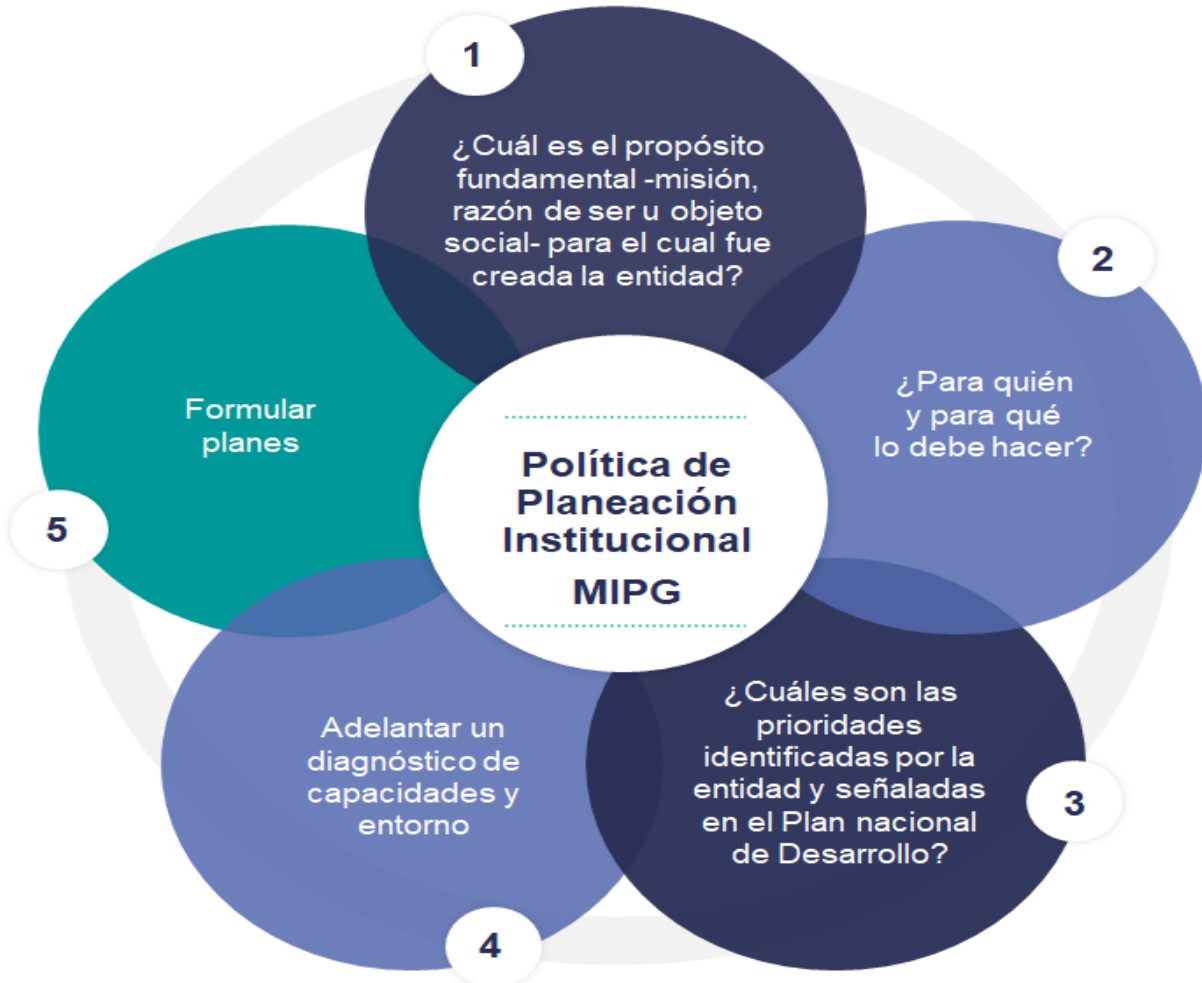 1
¿Cuál es el propósito
fundamental -misión,
razón de ser u objeto
social- para el cual fue
creada la entidad?
2
¿Para quién
y para qué
lo debe hacer?
3
¿Cuáles son las
prioridades
identificadas por la
entidad y señaladas
en el Plan nacional
de Desarrollo?
4
Adelantar un
diagnóstico de
capacidades y
entorno
5
Formular
planes
Política de
Planeación
Institucional
MIPG